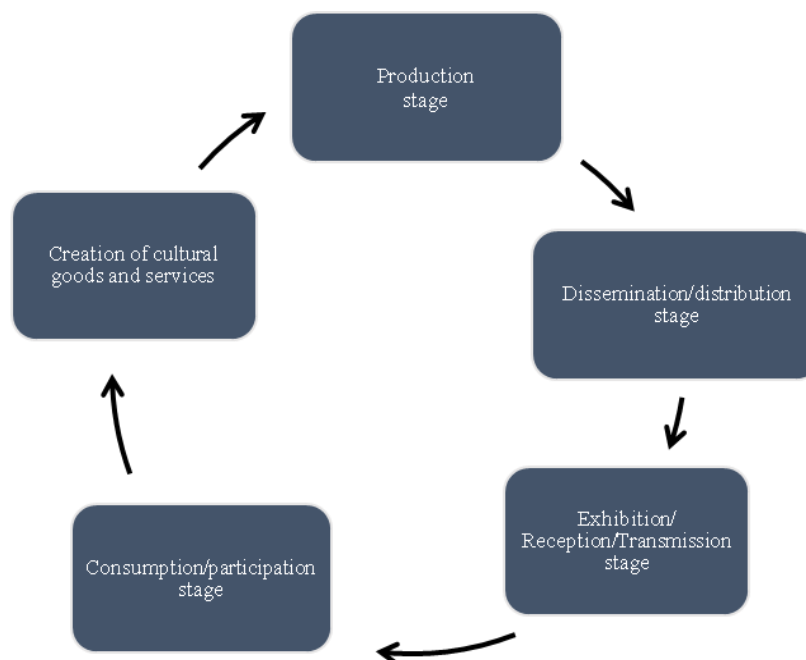 Production
stage
Creation of cultural
goods and services
Dissemination/distribution
stage
Exhibition/
Reception/Transmission
stage
Consumption/participation
stage